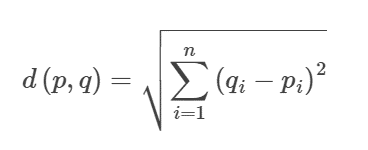 d(p, q) = √(∑_{i=1}^{n} (q_i − p_i)²)